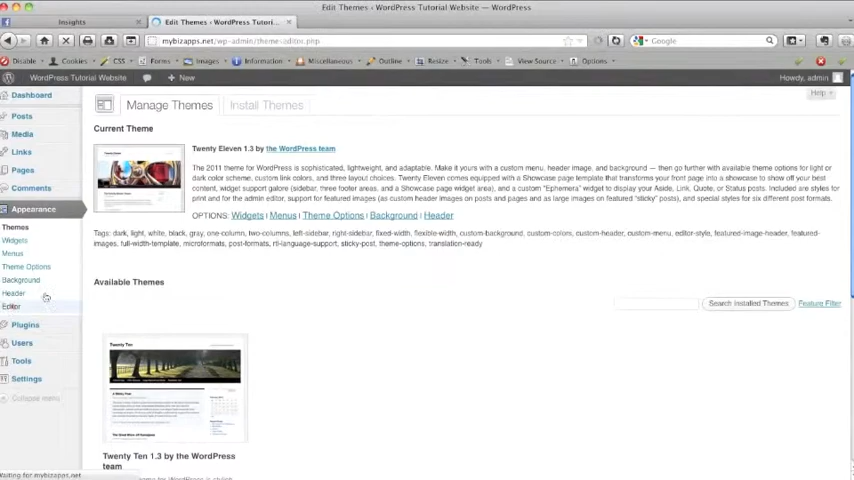 Edit Themes ‹ WordPress Tutorial Website — WordPress
Insights
Edit Themes ‹ WordPress Tutori...
mybizapps.net/wp-admin/theme-editor.php
Google
Disable
Cookies
CSS
Forms
Images
Information
Miscellaneous
Outline
Resize
Tools
View Source
Options
WordPress Tutorial Website
+ New
Howdy, admin
Help
Dashboard
Posts
Media
Links
Pages
Comments
Appearance
Themes
Widgets
Menus
Theme Options
Background
Header
Editor
Plugins
Users
Tools
Settings
Collapse menu
Manage Themes
Install Themes
Current Theme
Twenty Eleven 1.3 by the WordPress team
The 2011 theme for WordPress is sophisticated, lightweight, and adaptable. Make it yours with a custom menu, header image, and background — then go further with available theme options for light or
dark color scheme, custom link colors, and three layout choices. Twenty Eleven comes equipped with a Showcase page template that transforms your front page into a showcase to show off your best
content, widget support galore (sidebar, three footer areas, and a Showcase page widget area), and a custom "Ephemera" widget to display your Aside, Link, Quote, or Status posts. Included are styles for
print and for the admin editor, support for featured images (as custom header images on posts and pages and as large images on featured "sticky" posts), and special styles for six different post formats.
OPTIONS: Widgets | Menus | Theme Options | Background | Header
Tags: dark, light, white, black, gray, one-column, two-columns, left-sidebar, right-sidebar, fixed-width, flexible-width, custom-background, custom-colors, custom-header, custom-menu, editor-style, featured-image-header, featured-
images, full-width-template, microformats, post-formats, rtl-language-support, sticky-post, theme-options, translation-ready
Available Themes
Search Installed Themes
Feature Filter
Twenty Ten
Twenty Ten 1.3 by the WordPress
team
Waiting for mybizapps.net